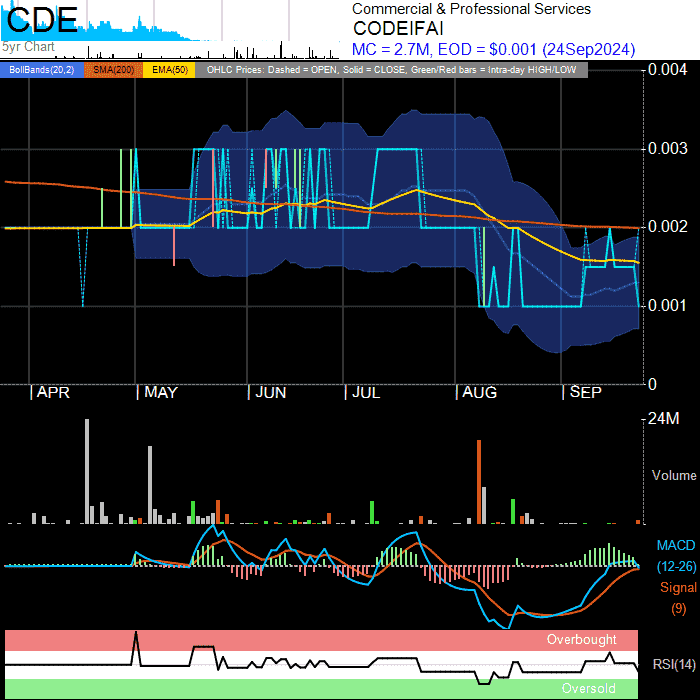 CDE
5yr Chart
Commercial & Professional Services
CODEIFAI
MC = 2.7M, EOD = $0.001 (24Sep2024)
BollBands(20,2) SMA(200) EMA(50) OHLC Prices: Dashed = OPEN, Solid = CLOSE, Green/Red bars = Intra-day HIGH/LOW
0.004
0.003
0.002
0.001
0
APR MAY JUN JUL AUG SEP
24M
Volume
MACD
(12-26)
Signal
(9)
Overbought
RSI(14)
Oversold